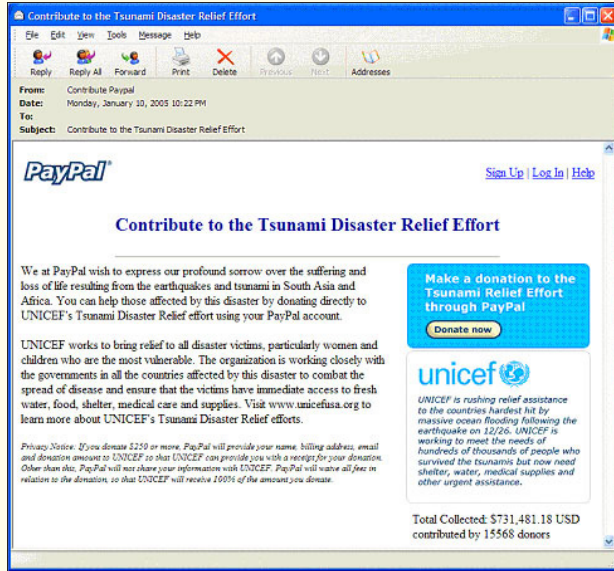 Contribute to the Tsunami Disaster Relief Effort
File Edit View Tools Message Help
Reply Reply All Forward Print Delete Previous Next Addresses
From: Contribute Paypal
Date: Monday, January 10, 2005 10:22 PM
To:
Subject: Contribute to the Tsunami Disaster Relief Effort
PayPal
Sign Up | Log In | Help
Contribute to the Tsunami Disaster Relief Effort
We at PayPal wish to express our profound sorrow over the suffering and
loss of life resulting from the earthquakes and tsunami in South Asia and
Africa. You can help those affected by this disaster by donating directly to
UNICEF's Tsunami Disaster Relief effort using your PayPal account.
UNICEF works to bring relief to all disaster victims, particularly women and
children who are the most vulnerable. The organization is working closely with
the governments in all the countries affected by this disaster to combat the
spread of disease and ensure that the victims have immediate access to fresh
water, food, shelter, medical care and supplies. Visit www.unicefusa.org to
learn more about UNICEF's Tsunami Disaster Relief efforts.
Privacy Notice: If you donate $250 or more, PayPal will provide your name, billing address, email
and donation amount to UNICEF so that UNICEF can provide you with a receipt for your donation.
Other than this, PayPal will not share your information with UNICEF. PayPal will waive all fees in
relation to the donation, so that UNICEF will receive 100% of the amount you donate.
Make a donation to the
Tsunami Relief Effort
through PayPal
Donate now
unicef
UNICEF is rushing relief assistance
to the countries hardest hit by
massive ocean flooding following the
earthquake on 12/26. UNICEF is
working to meet the needs of
hundreds of thousands of people who
survived the tsunamis but now need
shelter, water, medical supplies and
other urgent assistance.
Total Collected: $731,481.18 USD
contributed by 15568 donors